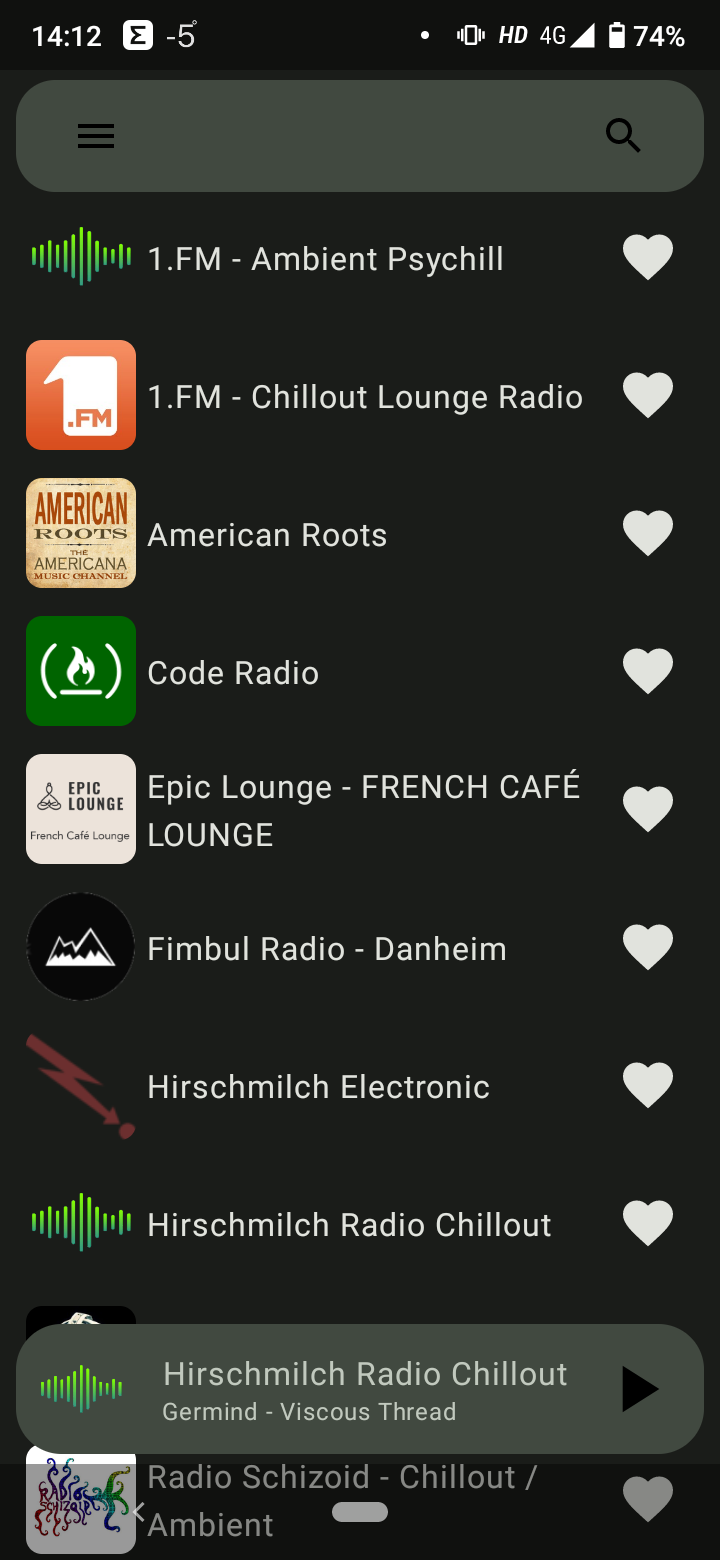 14:12 Σ -5° HD 4G 74%
1.FM - Ambient Psychill
1.FM
1.FM - Chillout Lounge Radio
AMERICAN
ROOTS
THE
AMERICANA
MUSIC CHANNEL
American Roots
Code Radio
EPIC
LOUNGE
French Café Lounge
Epic Lounge - FRENCH CAFÉ
LOUNGE
Fimbul Radio - Danheim
Hirschmilch Electronic
Hirschmilch Radio Chillout
Hirschmilch Radio Chillout
Germind - Viscous Thread
RADIO
SCHIZOID
Radio Schizoid - Chillout /
Ambient